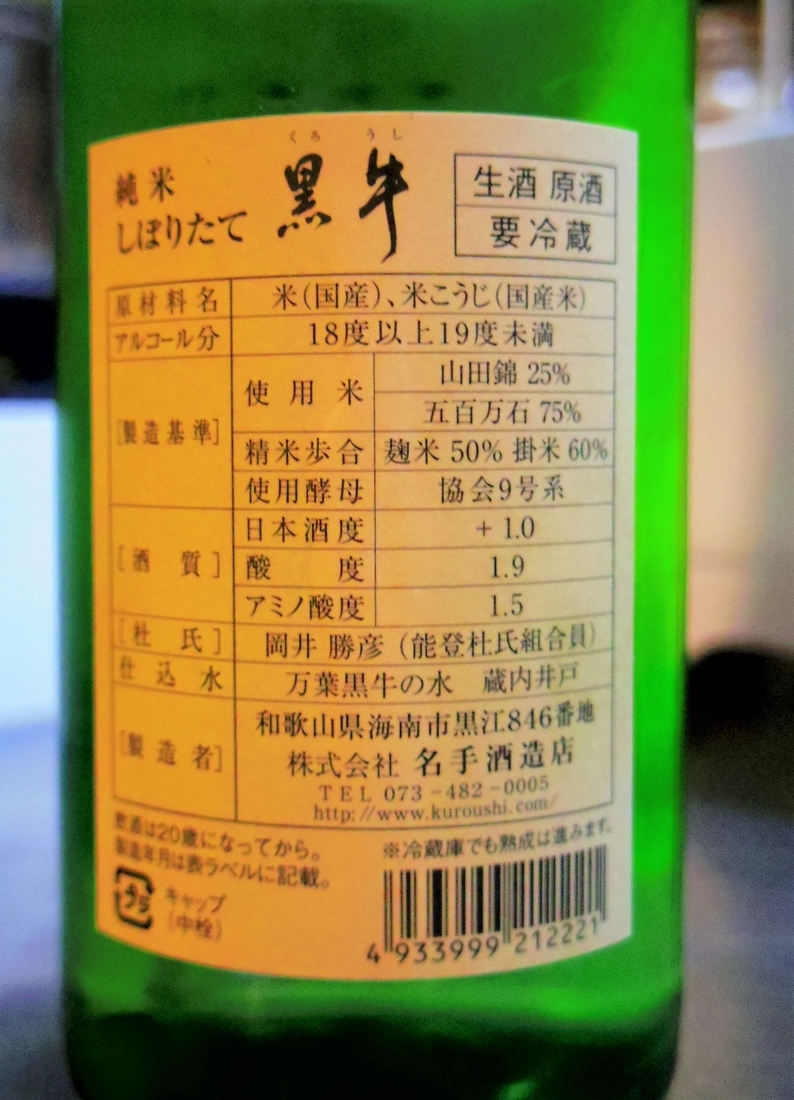 くろ うし
純米
しぼりたて
黒牛
生酒 原酒
要冷蔵
原材料名 米(国産)、米こうじ(国産米)
アルコール分 18度以上19度未満
[製造基準]
使用米 山田錦 25%
五百万石 75%
精米歩合 麹米 50% 掛米 60%
使用酵母 協会9号系
[酒質]
日本酒度 + 1.0
酸度 1.9
アミノ酸度 1.5
[杜氏] 岡井 勝彦(能登杜氏組合員)
仕込水 万葉黒牛の水 蔵内井戸
[製造者]
和歌山県海南市黒江846番地
株式会社 名手酒造店
TEL 073-482-0005
http://www.kuroushi.com/
飲酒は20歳になってから。
製造年月は表ラベルに記載。
※冷蔵庫でも熟成は進みます。
プラ
キャップ
(中栓)
4 933999 212221